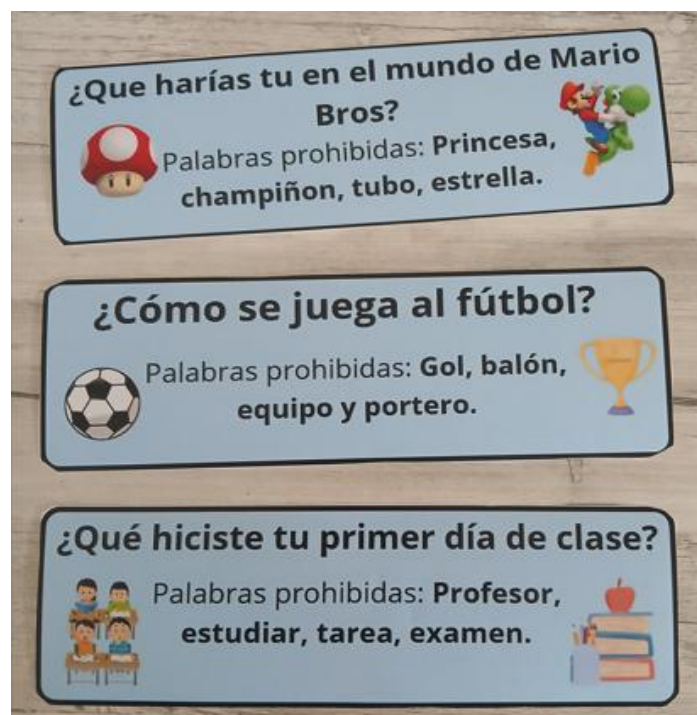 ¿Que harías tu en el mundo de Mario
Bros?
Palabras prohibidas: Princesa,
champiñon, tubo, estrella.
¿Cómo se juega al fútbol?
Palabras prohibidas: Gol, balón,
equipo y portero.
¿Qué hiciste tu primer día de clase?
Palabras prohibidas: Profesor,
estudiar, tarea, examen.